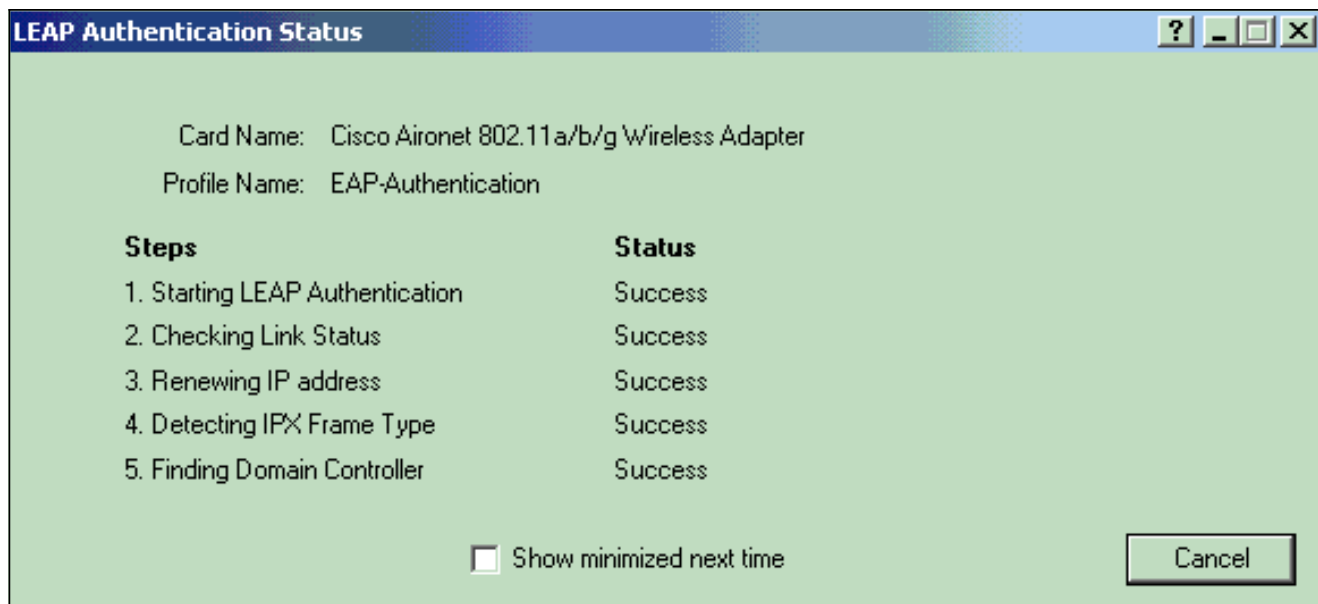 LEAP Authentication Status
Card Name: Cisco Aironet 802.11a/b/g Wireless Adapter
Profile Name: EAP-Authentication
Steps Status
1. Starting LEAP Authentication Success
2. Checking Link Status Success
3. Renewing IP address Success
4. Detecting IPX Frame Type Success
5. Finding Domain Controller Success
Show minimized next time
Cancel